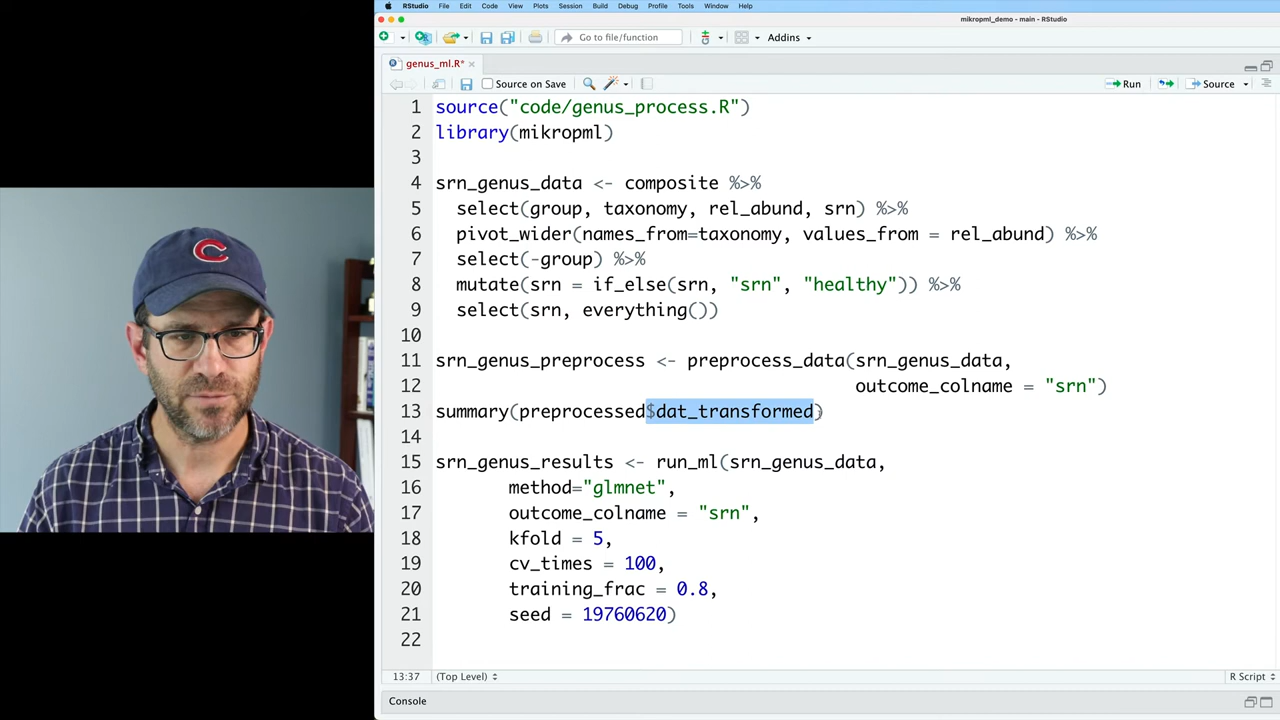 RStudio File Edit Code View Plots Session Build Debug Profile Tools Window Help
mikropml_demo - main - RStudio
Go to file/function Addins
genus_ml.R*
Source on Save Run Source
1 source("code/genus_process.R")
2 library(mikropml)
3
4 srn_genus_data <- composite %>%
5 select(group, taxonomy, rel_abund, srn) %>%
6 pivot_wider(names_from=taxonomy, values_from = rel_abund) %>%
7 select(-group) %>%
8 mutate(srn = if_else(srn, "srn", "healthy")) %>%
9 select(srn, everything())
10
11 srn_genus_preprocess <- preprocess_data(srn_genus_data,
12 outcome_colname = "srn")
13 summary(preprocessed$dat_transformed)
14
15 srn_genus_results <- run_ml(srn_genus_data,
16 method="glmnet",
17 outcome_colname = "srn",
18 kfold = 5,
19 cv_times = 100,
20 training_frac = 0.8,
21 seed = 19760620)
22
13:37 (Top Level) R Script
Console
C